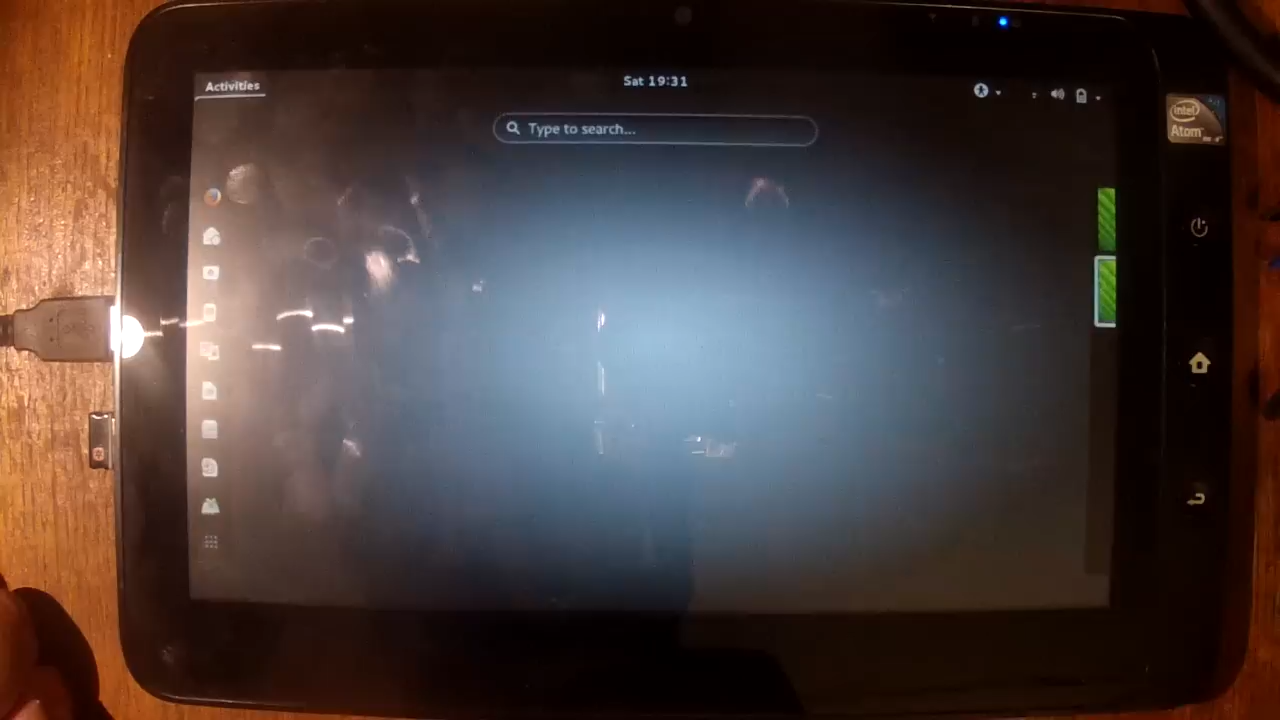 Activities
Sat 19:31
Type to search...
intel
Atom